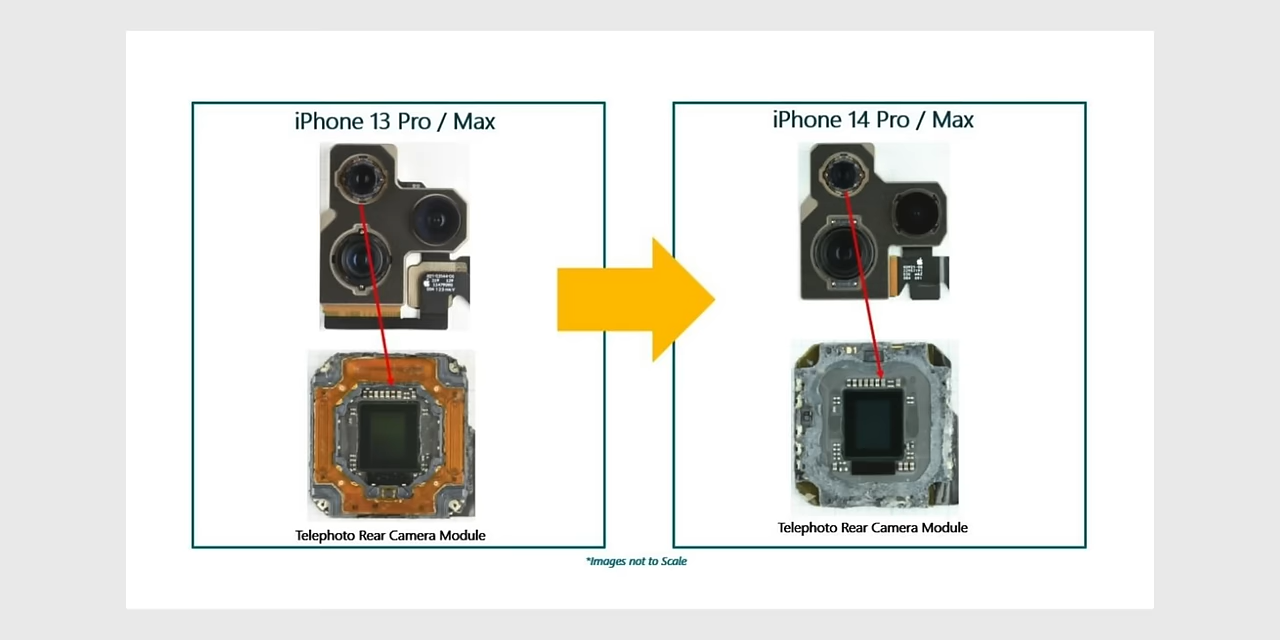 iPhone 13 Pro / Max
iPhone 14 Pro / Max
Telephoto Rear Camera Module
Telephoto Rear Camera Module
*Images not to Scale